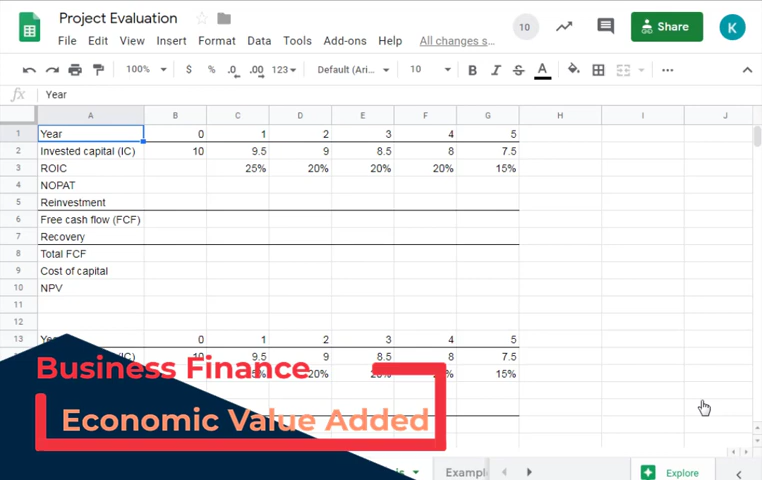 Project Evaluation
10
Share
K
File Edit View Insert Format Data Tools Add-ons Help All changes s...
100% $ % .0 .00 123 Default (Ari... 10 B I S A
fx Year
A B C D E F G H I J
1 Year 0 1 2 3 4 5
2 Invested capital (IC) 10 9.5 9 8.5 8 7.5
3 ROIC 25% 20% 20% 20% 15%
4 NOPAT
5 Reinvestment
6 Free cash flow (FCF)
7 Recovery
8 Total FCF
9 Cost of capital
10 NPV
11
12
13 0 1 2 3 4 5
9.5 9 8.5 8 7.5
20% 15%
Business Finance
Economic Value Added
Exampl
Explore